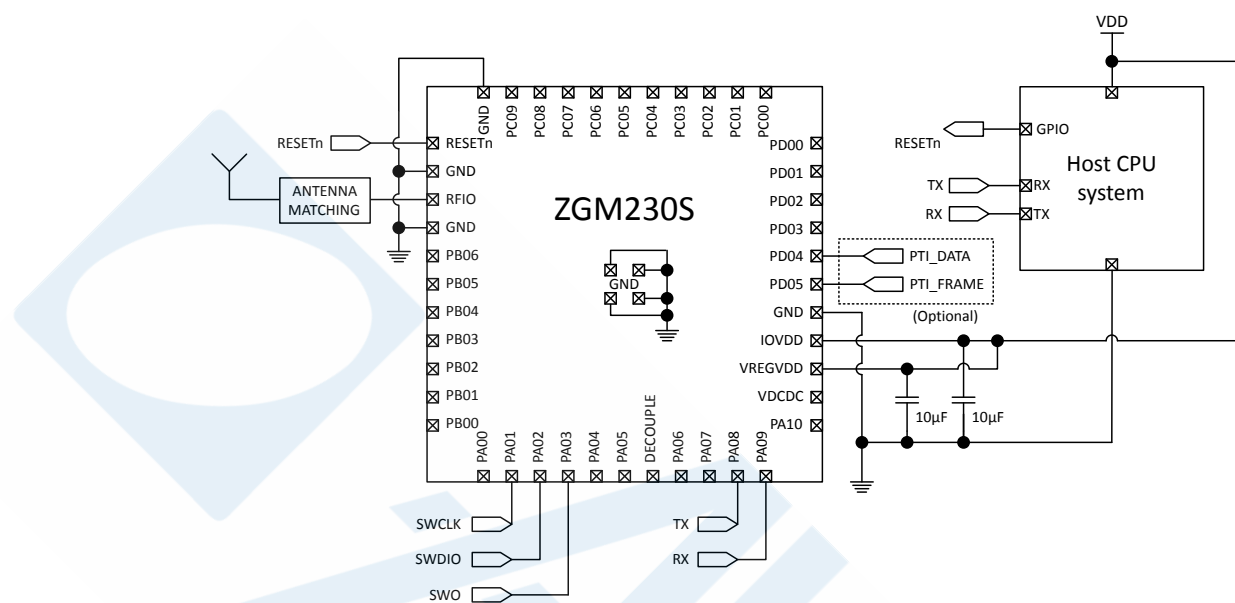 VDD
GND
PC09
PC08
PC07
PC06
PC05
PC04
PC03
PC02
PC01
PC00
RESETn
RESETn
GND
ANTENNA
MATCHING
RFIO
GND
PB06
PB05
PB04
PB03
PB02
PB01
PB00
ZGM230S
GND
PD00
PD01
PD02
PD03
PD04
PD05
GND
IOVDD
VREGVDD
VDCDC
PA10
PTI_DATA
PTI_FRAME
(Optional)
10µF
10µF
RESETn
GPIO
TX
RX
RX
TX
Host CPU
system
PA00
PA01
PA02
PA03
PA04
PA05
DECOUPLE
PA06
PA07
PA08
PA09
SWCLK
SWDIO
SWO
TX
RX